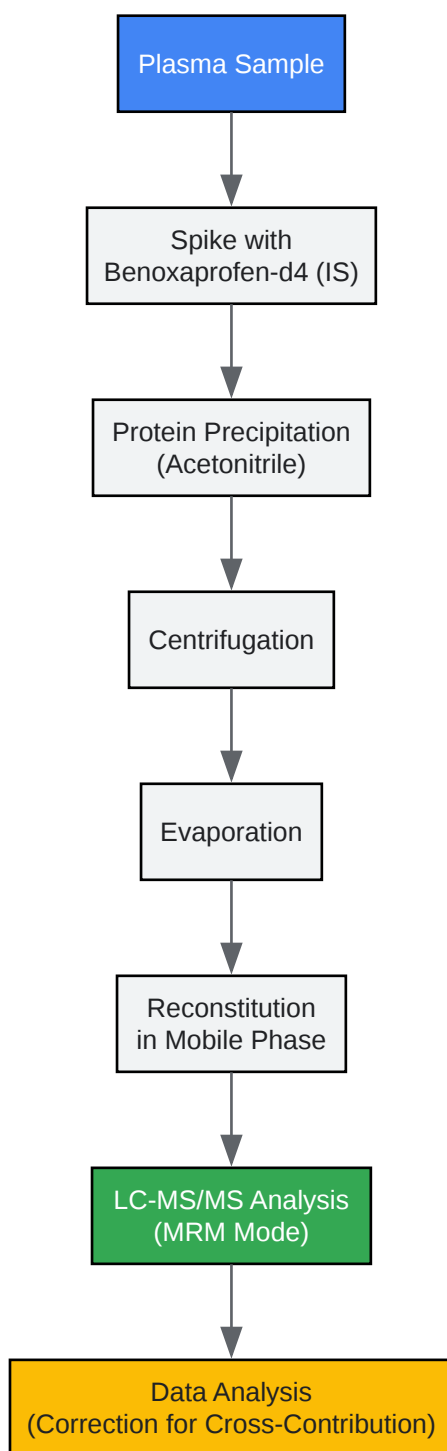 Plasma Sample
Spike with
Benoxaprofen-d4 (IS)
Protein Precipitation
(Acetonitrile)
Centrifugation
Evaporation
Reconstitution
in Mobile Phase
LC-MS/MS Analysis
(MRM Mode)
Data Analysis
(Correction for Cross-Contribution)